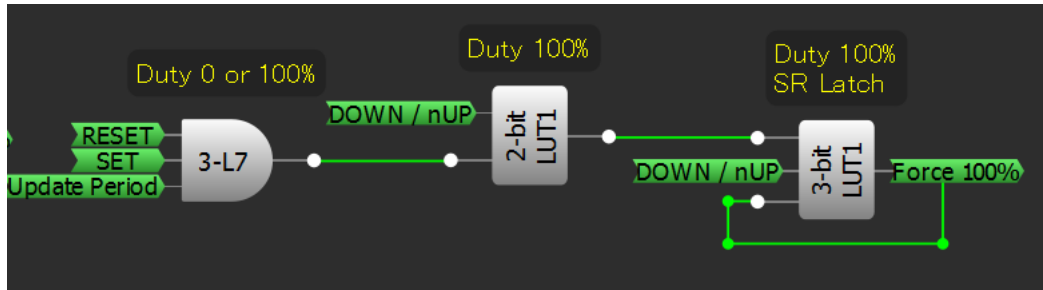 Duty 0 or 100%
Duty 100%
Duty 100%
SR Latch
RESET
SET
Update Period
3-L7
DOWN / nUP
2-bit
LUT1
DOWN / nUP
3-bit
LUT1
Force 100%